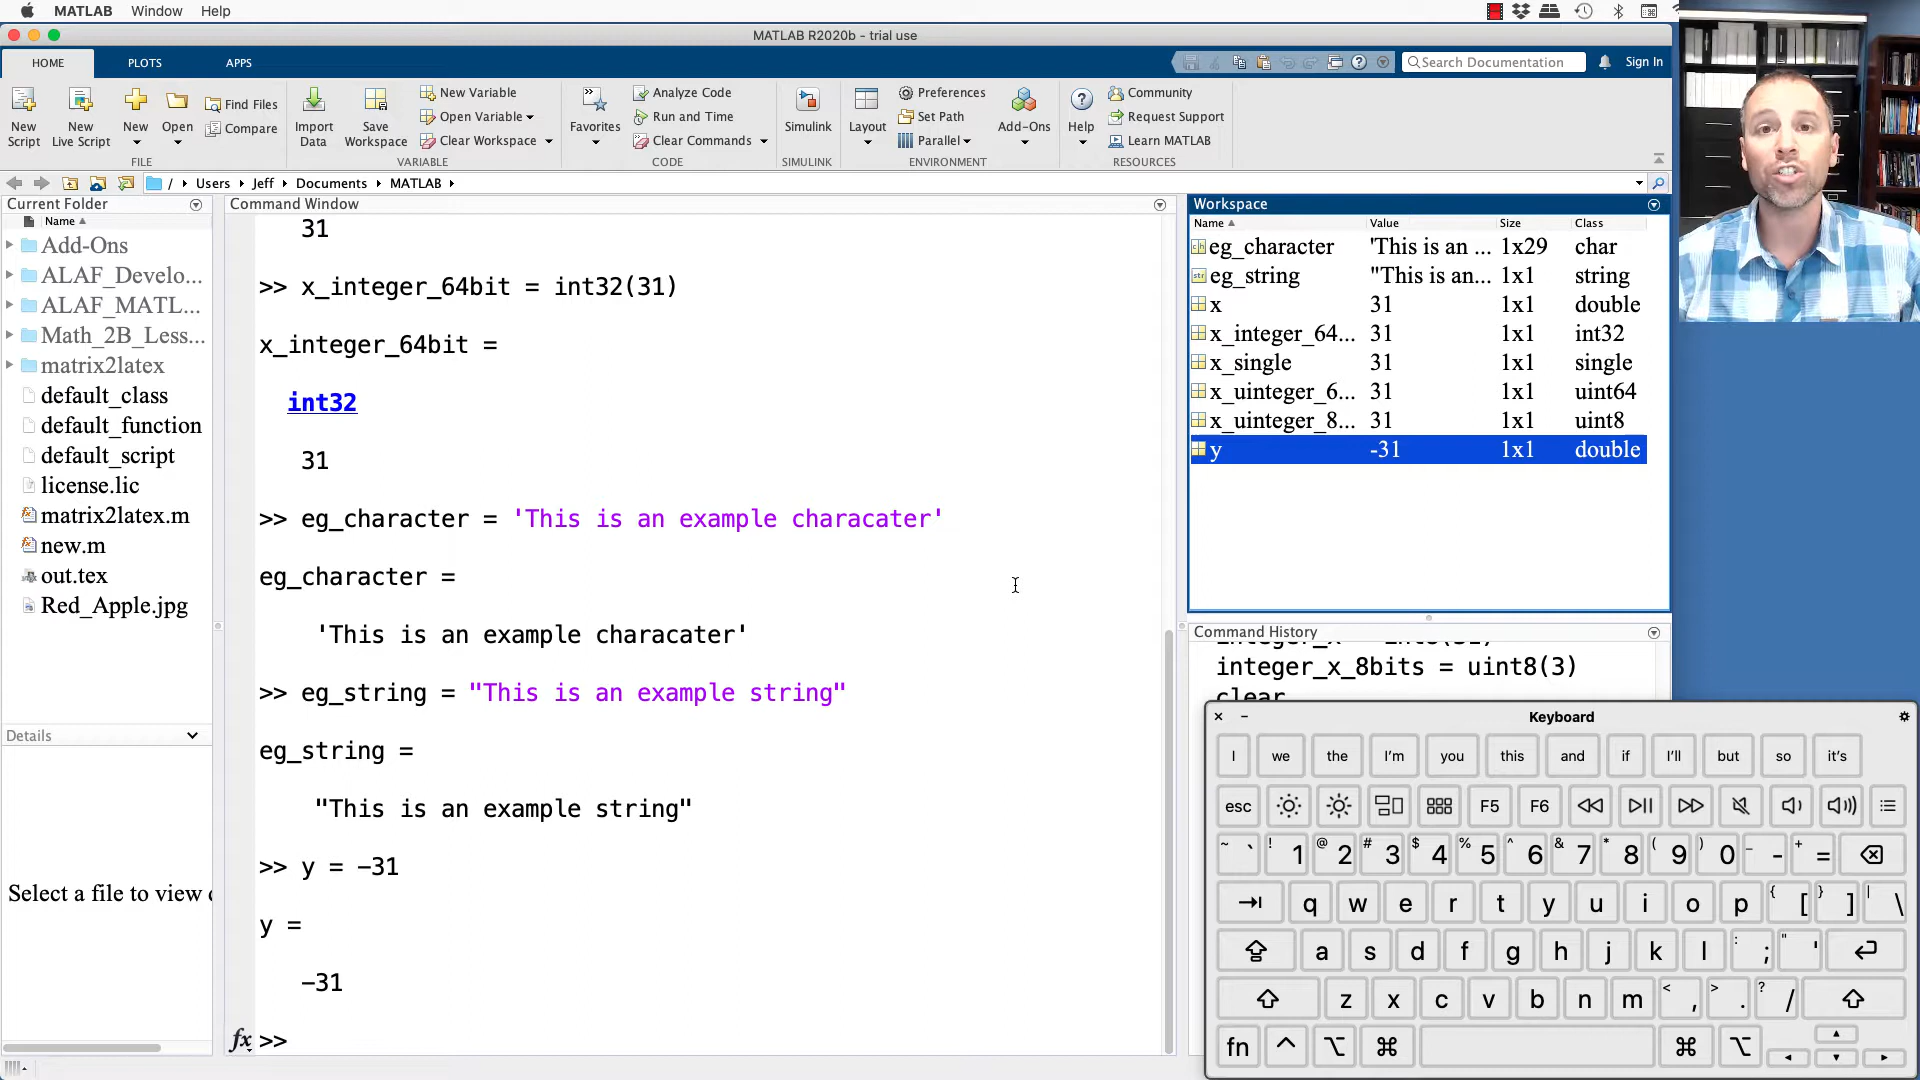 MATLAB Window Help
MATLAB R2020b - trial use
HOME PLOTS APPS
Search Documentation
Sign In
New Script
New Live Script
New
Open
Find Files
Compare
FILE
Import Data
Save Workspace
New Variable
Open Variable
Clear Workspace
VARIABLE
Favorites
Analyze Code
Run and Time
Clear Commands
CODE
Simulink
SIMULINK
Layout
Preferences
Set Path
Parallel
ENVIRONMENT
Add-Ons
Help
Community
Request Support
Learn MATLAB
RESOURCES
/ Users Jeff Documents MATLAB
Current Folder
Name
Add-Ons
ALAF_Develo...
ALAF_MATL...
Math_2B_Less...
matrix2latex
default_class
default_function
default_script
license.lic
matrix2latex.m
new.m
out.tex
Red_Apple.jpg
Details
Select a file to view
Command Window
31
>> x_integer_64bit = int32(31)
x_integer_64bit =
int32
31
>> eg_character = 'This is an example characater'
eg_character =
'This is an example characater'
>> eg_string = "This is an example string"
eg_string =
"This is an example string"
>> y = -31
y =
-31
fx >>
Workspace
Name Value Size Class
eg_character 'This is an ... 1x29 char
eg_string "This is an... 1x1 string
x 31 1x1 double
x_integer_64... 31 1x1 int32
x_single 31 1x1 single
x_uinteger_6... 31 1x1 uint64
x_uinteger_8... 31 1x1 uint8
y -31 1x1 double
Command History
integer_x_8bits = uint8(3)
clear
Keyboard
I we the I'm you this and if I'll but so it's
esc F5 F6
~ ` ! 1 @ 2 # 3 $ 4 % 5 ^ 6 & 7 * 8 ( 9 ) 0 _ - + =
q w e r t y u i o p { [ } ] | \
a s d f g h j k l : ; " '
z x c v b n m < , > . ? /
fn ^ ⌥ ⌘ ⌘ ⌥